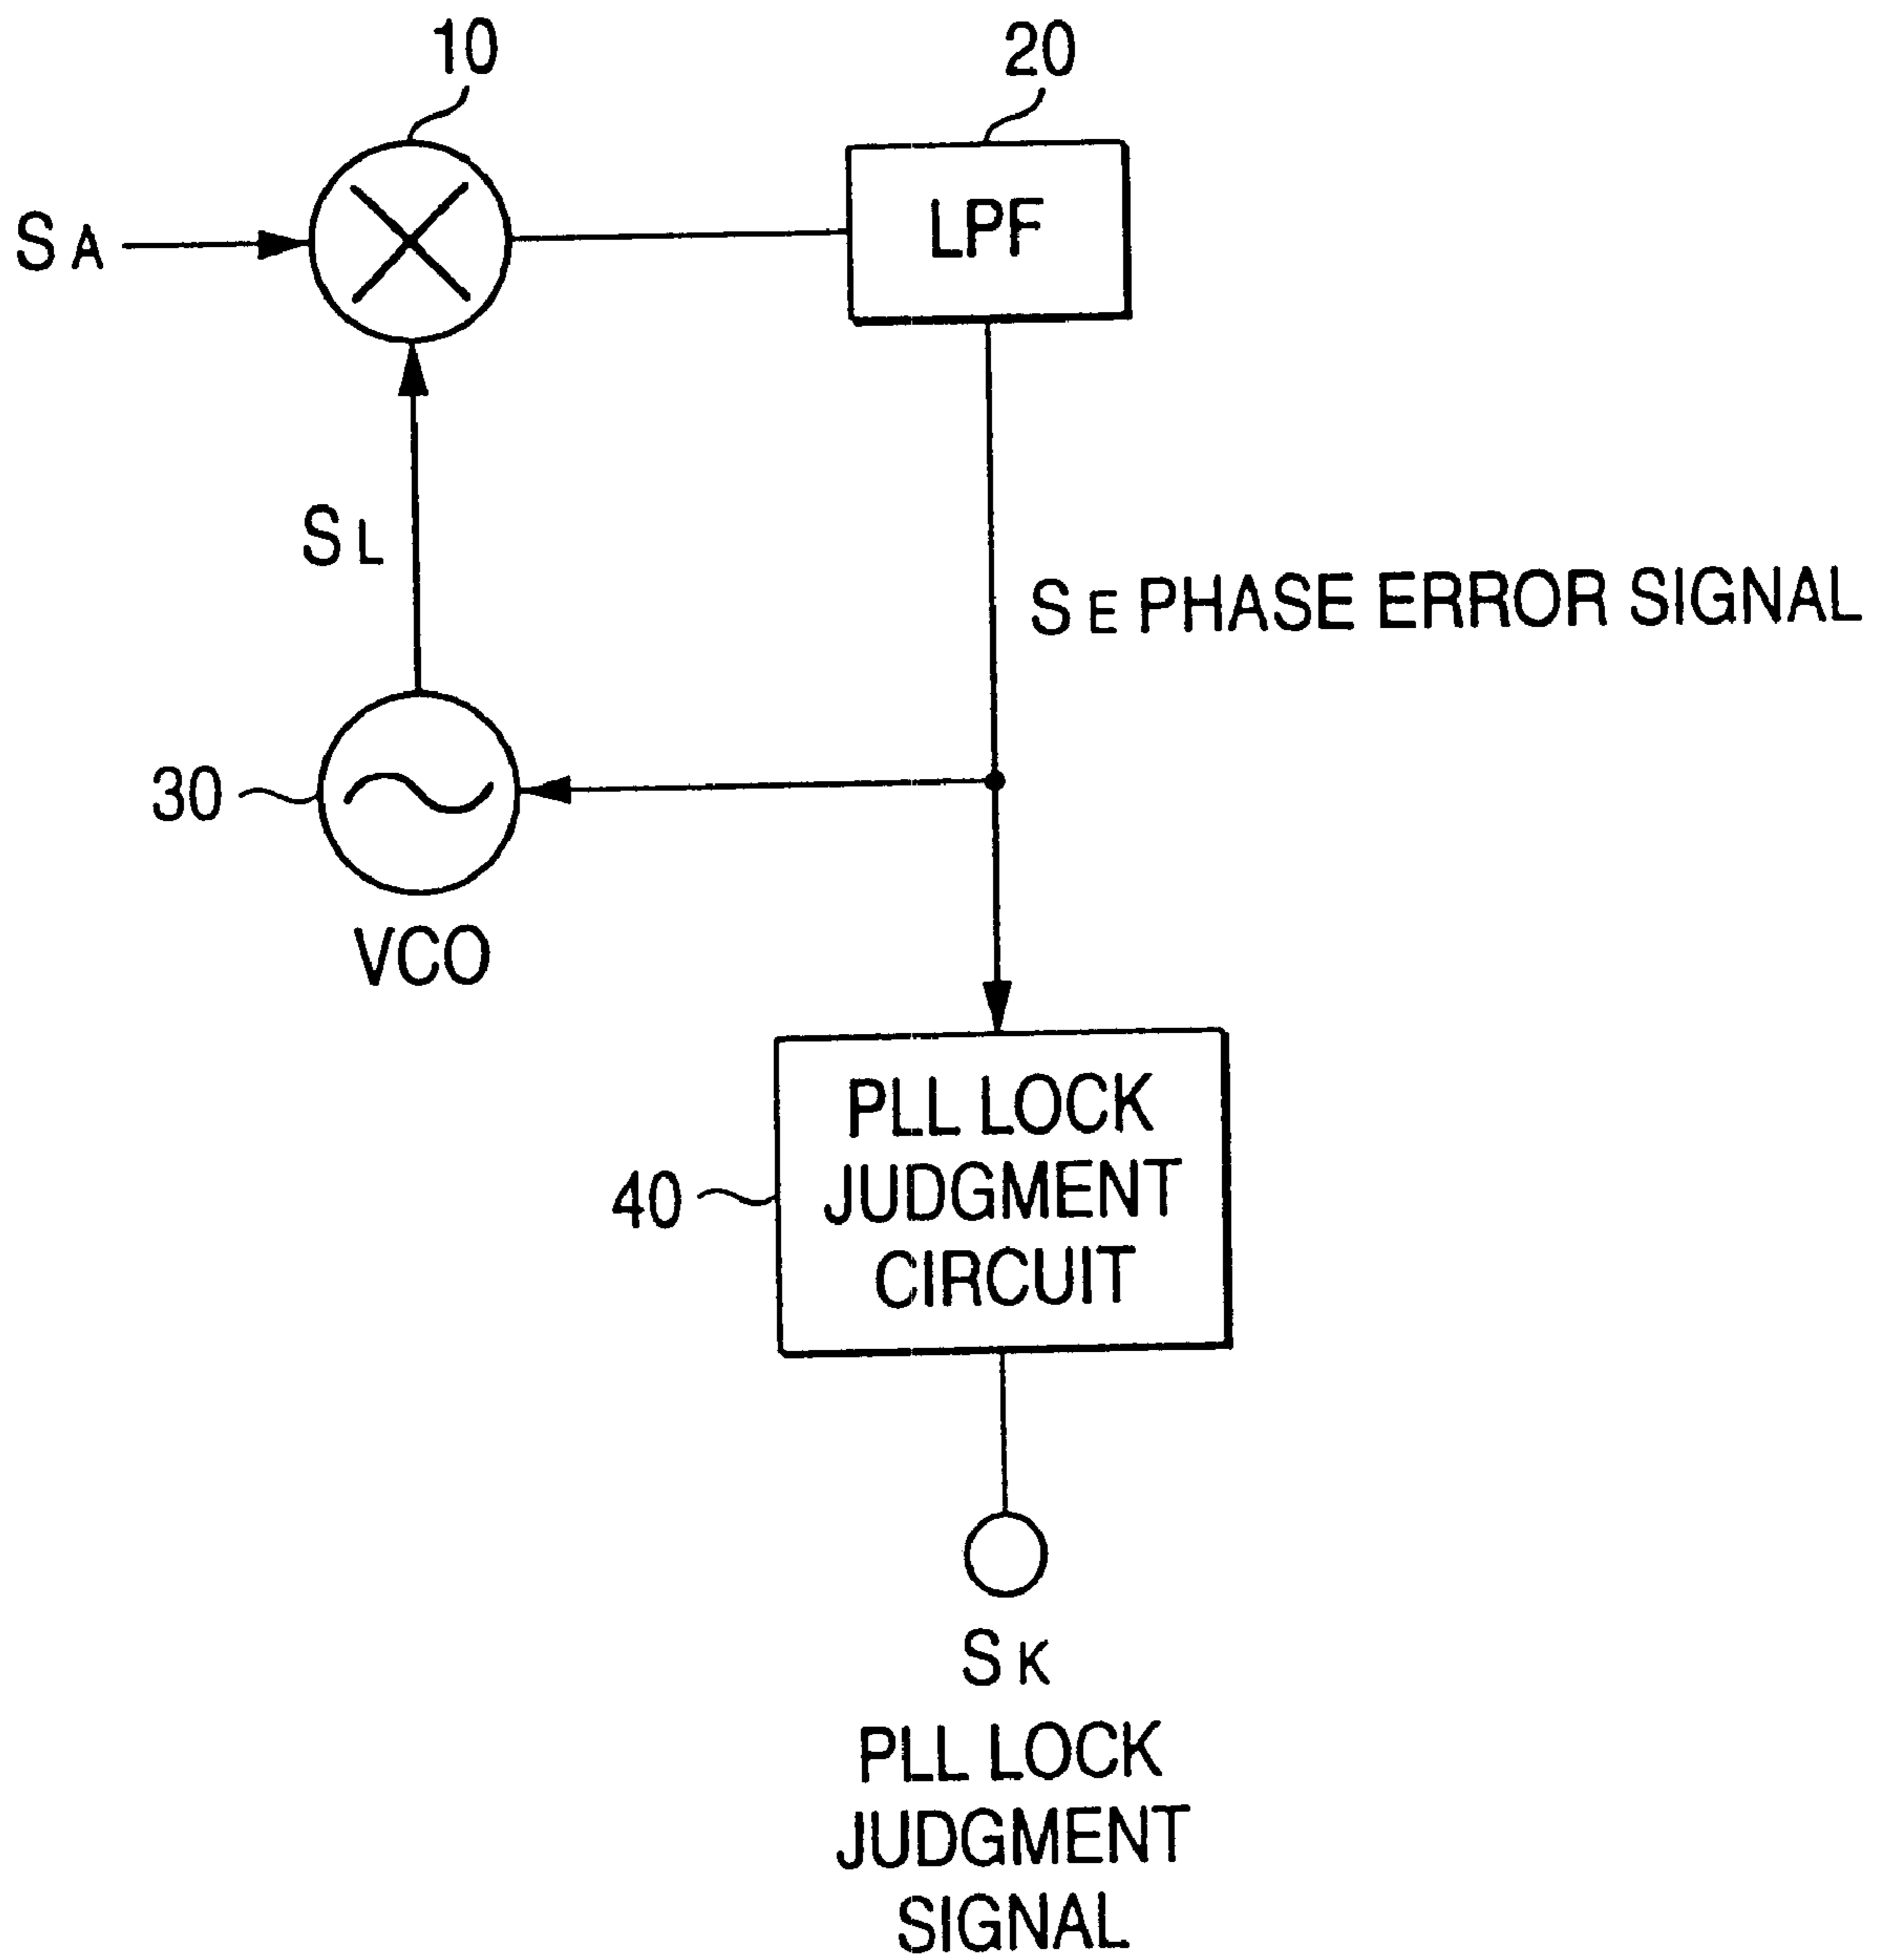 10
20
SA
LPF
SL
SE PHASE ERROR SIGNAL
30
VCO
PLL LOCK
JUDGMENT
CIRCUIT
40
SK
PLL LOCK
JUDGMENT
SIGNAL